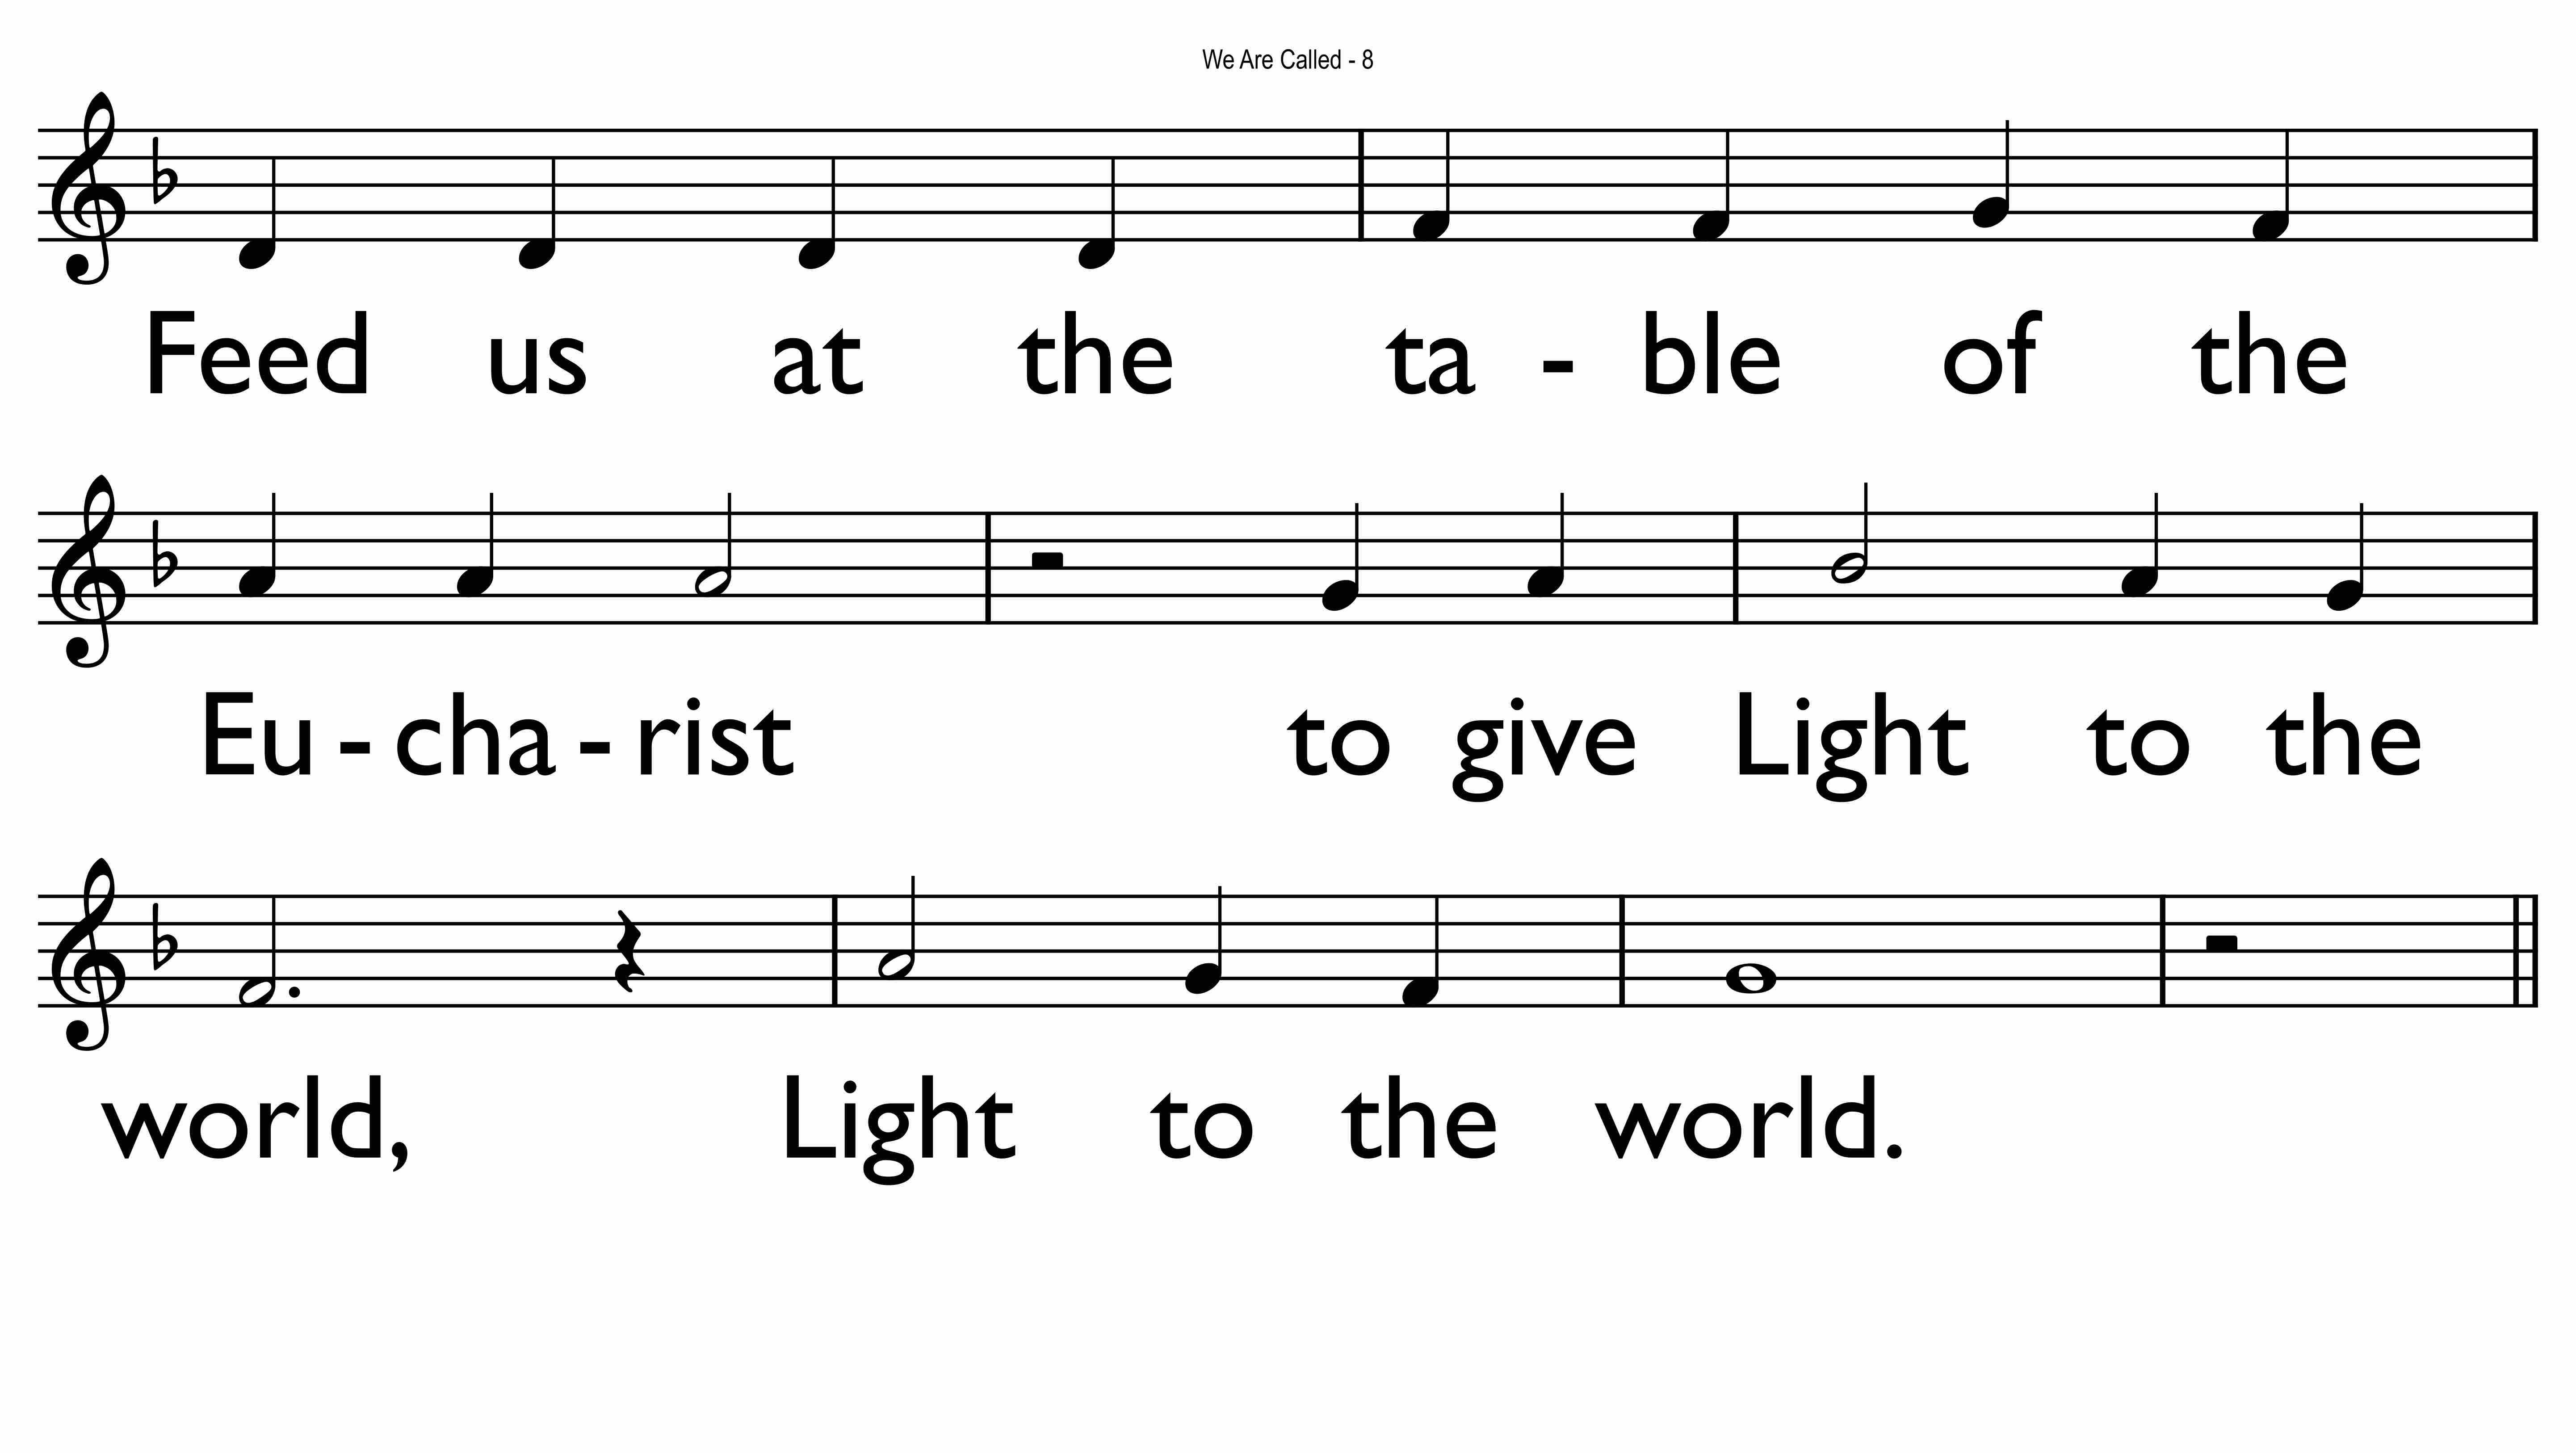 We Are Called - 8
Feed us at the ta - ble of the
Eu - cha - rist to give Light to the
world, Light to the world.